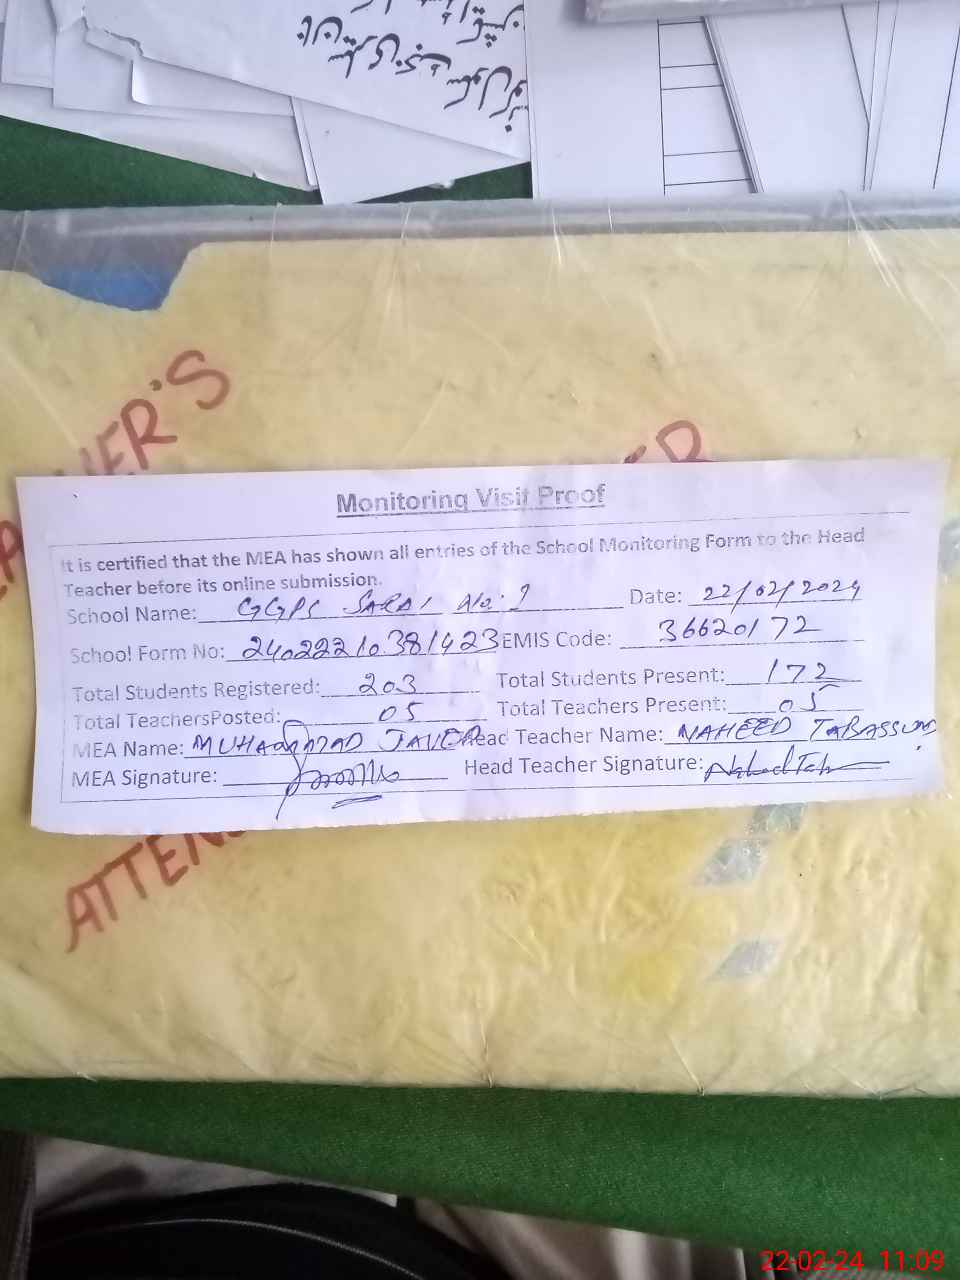 HER'S
ER
Monitoring Visit Proof
It is certified that the MEA has shown all entries of the School Monitoring Form to the Head
Teacher before its online submission.
School Name: GGPS SARAI No. 2 Date: 22/02/2024
School Form No: 24022210381423 EMIS Code: 36620172
Total Students Registered: 203 Total Students Present: 172
Total TeachersPosted: 05 Total Teachers Present: 05
MEA Name: MUHAMMAD JAVED Head Teacher Name: NAHEED TABASSUM
MEA Signature: Head Teacher Signature:
ATTEN
22-02-24 11:09